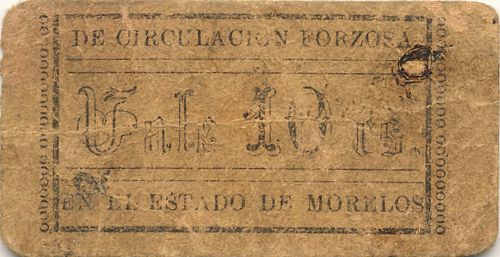 DE CIRCULACION FORZOSA
Vale 10 cs.
EN EL ESTADO DE MORELOS